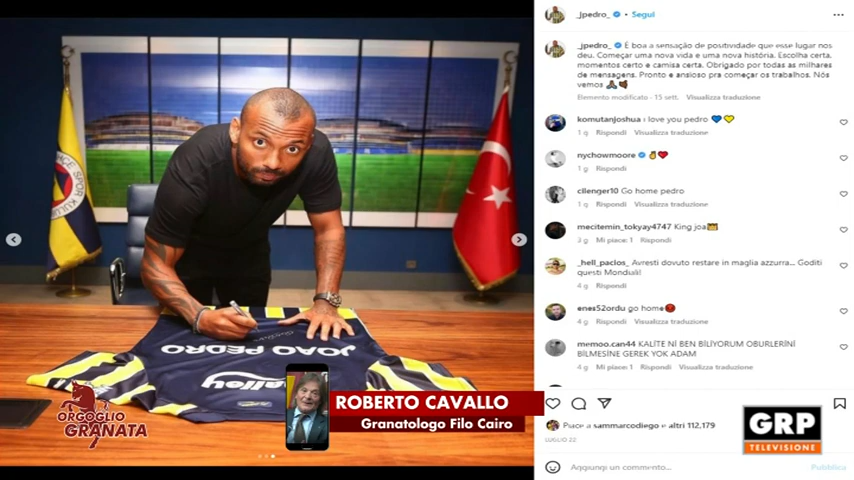 _jpedro_ • Segui
_jpedro_ É boa a sensação de positividade que esse lugar nos
deu. Começar uma nova vida e uma nova história. Escolha certa,
momentos certo e camisa certa. Obrigado por todas as milhares
de mensagens. Pronto e ansioso pra começar os trabalhos. Nós
vemos 🙏🏾
Elemento modificato · 15 sett. Visualizza traduzione
komutanjoshua i love you pedro 💙💛
1 g Rispondi Visualizza traduzione
nychowmoore ✌️❤️
1 g Rispondi
cllenger10 Go home pedro
1 g Rispondi Visualizza traduzione
mecitemin_tokyay4747 King joa👑
3 g Mi piace: 1 Rispondi
_hell_paclos_ Avresti dovuto restare in maglia azzurra... Goditi
questi Mondiali!
4 g Rispondi
enes52ordu go home😡
4 g Rispondi Visualizza traduzione
memoo.can44 KALİTE Nİ BEN BİLİYORUM OBURLERİNİ
BİLMESİNE GEREK YOK ADAM
4 g Mi piace: 1 Rispondi Visualizza traduzione
Piace a sammarcodiego e altri 112,179
LUGLIO 22
Aggiungi un commento...
Pubblica
JOAO PEDRO
ROBERTO CAVALLO
Granatologo Filo Cairo
ORGOGLIO
GRANATA
GRP
TELEVISIONE